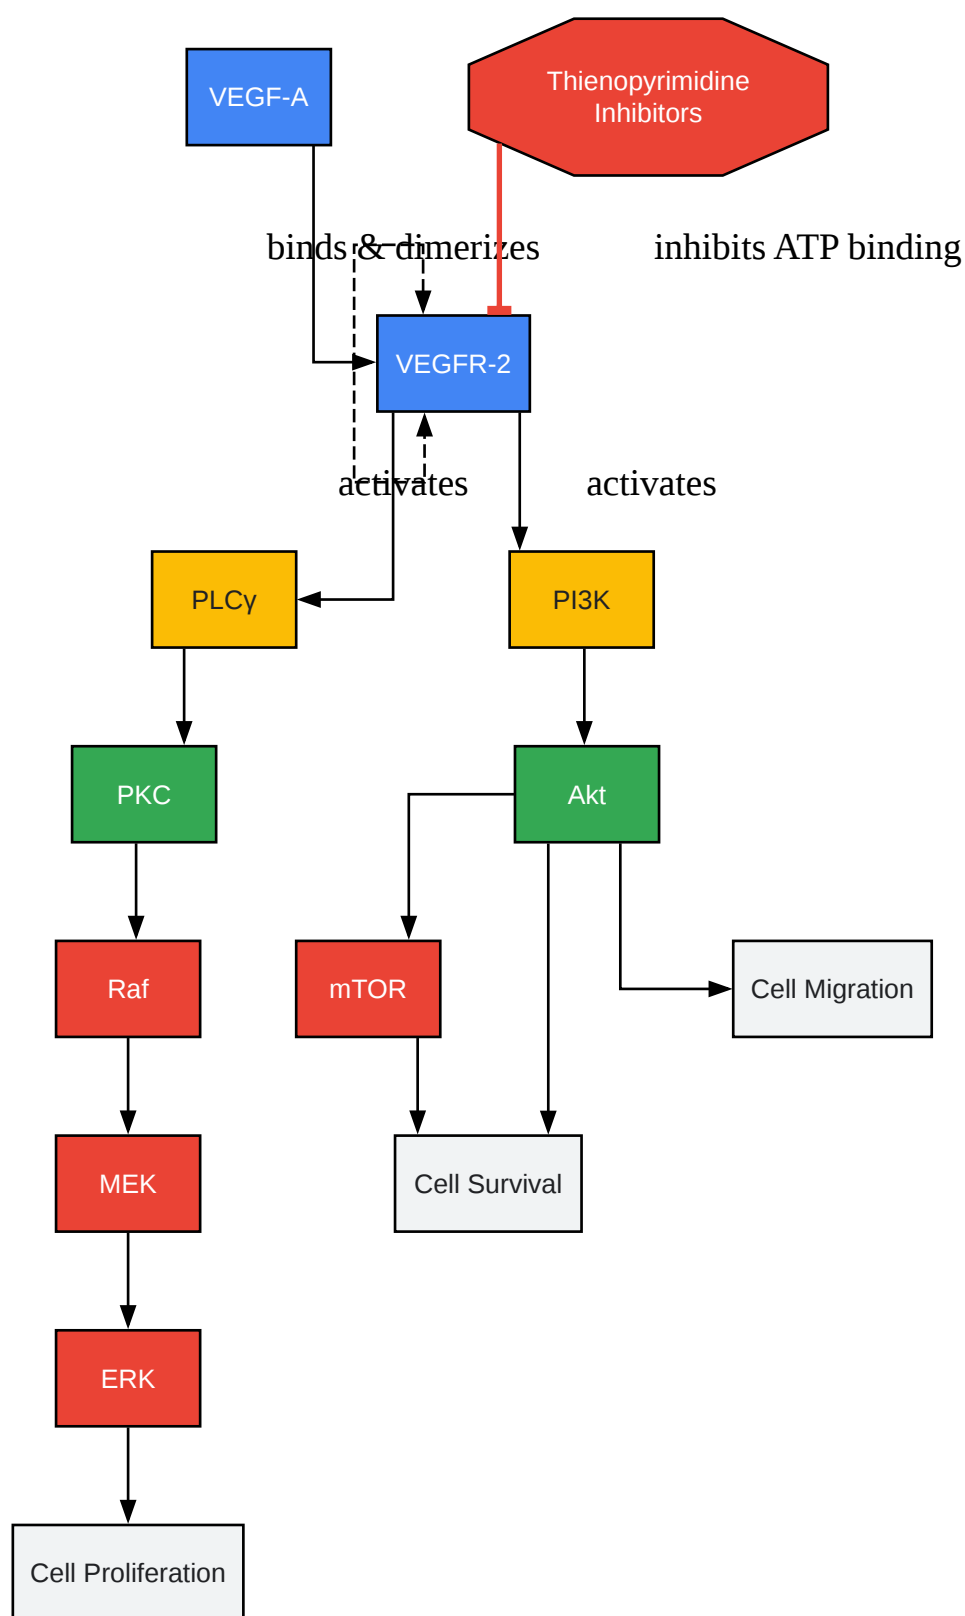 VEGF-A
Thienopyrimidine
Inhibitors
binds & dimerizes
inhibits ATP binding
VEGFR-2
activates
activates
PLCγ
PI3K
PKC
Akt
Raf
mTOR
Cell Migration
MEK
Cell Survival
ERK
Cell Proliferation